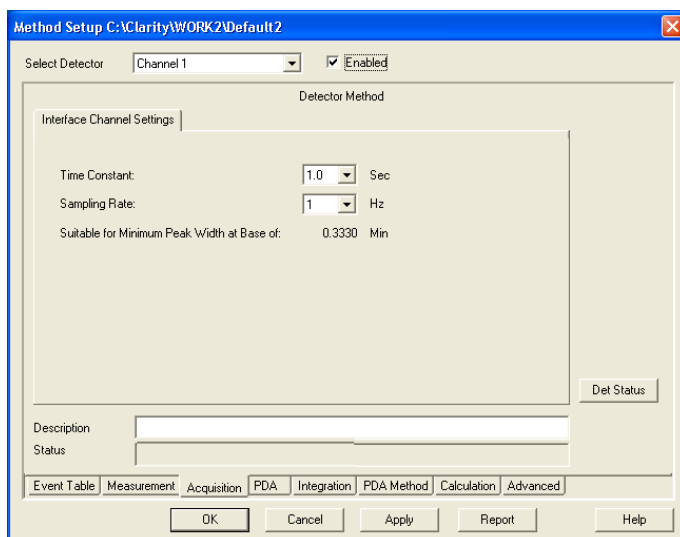 Method Setup C:\Clarity\WORK2\Default2
Select Detector Channel 1 Enabled
Detector Method
Interface Channel Settings
Time Constant: 1.0 Sec
Sampling Rate: 1 Hz
Suitable for Minimum Peak Width at Base of: 0.3330 Min
Det Status
Description
Status
Event Table Measurement Acquisition PDA Integration PDA Method Calculation Advanced
OK Cancel Apply Report Help